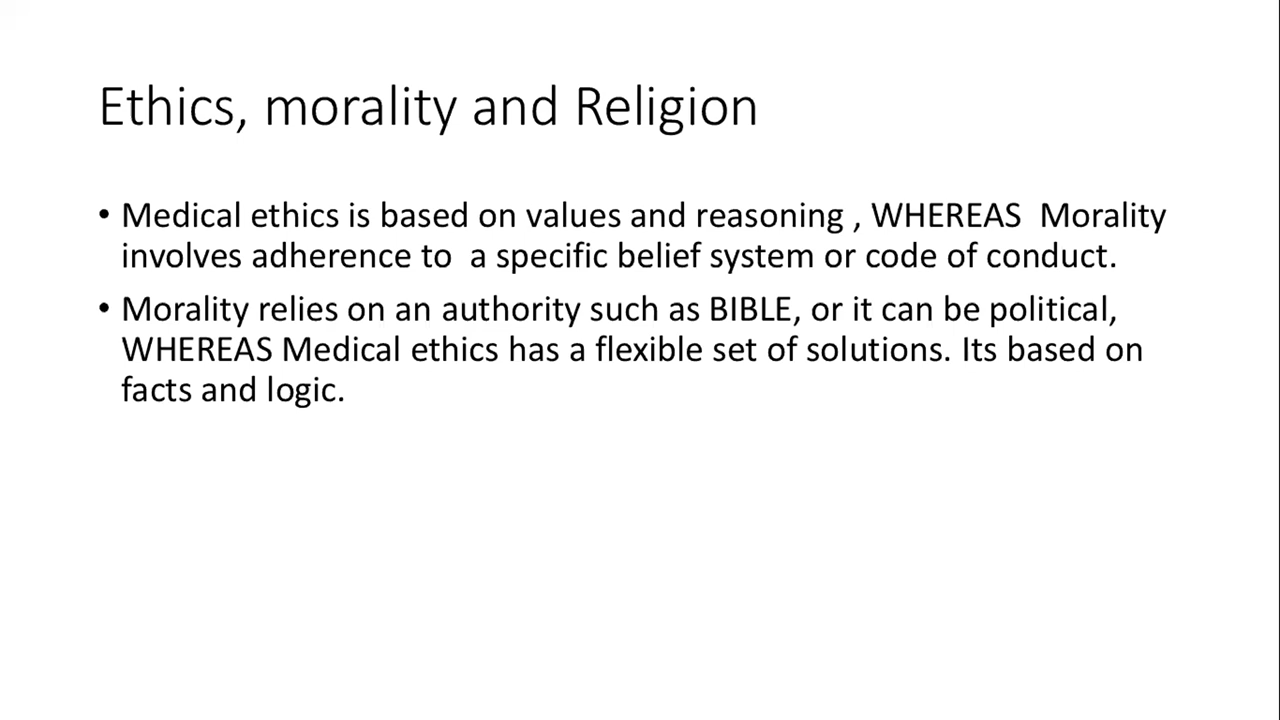 Ethics, morality and Religion
• Medical ethics is based on values and reasoning , WHEREAS  Morality
involves adherence to  a specific belief system or code of conduct.
• Morality relies on an authority such as BIBLE, or it can be political,
WHEREAS Medical ethics has a flexible set of solutions. Its based on
facts and logic.